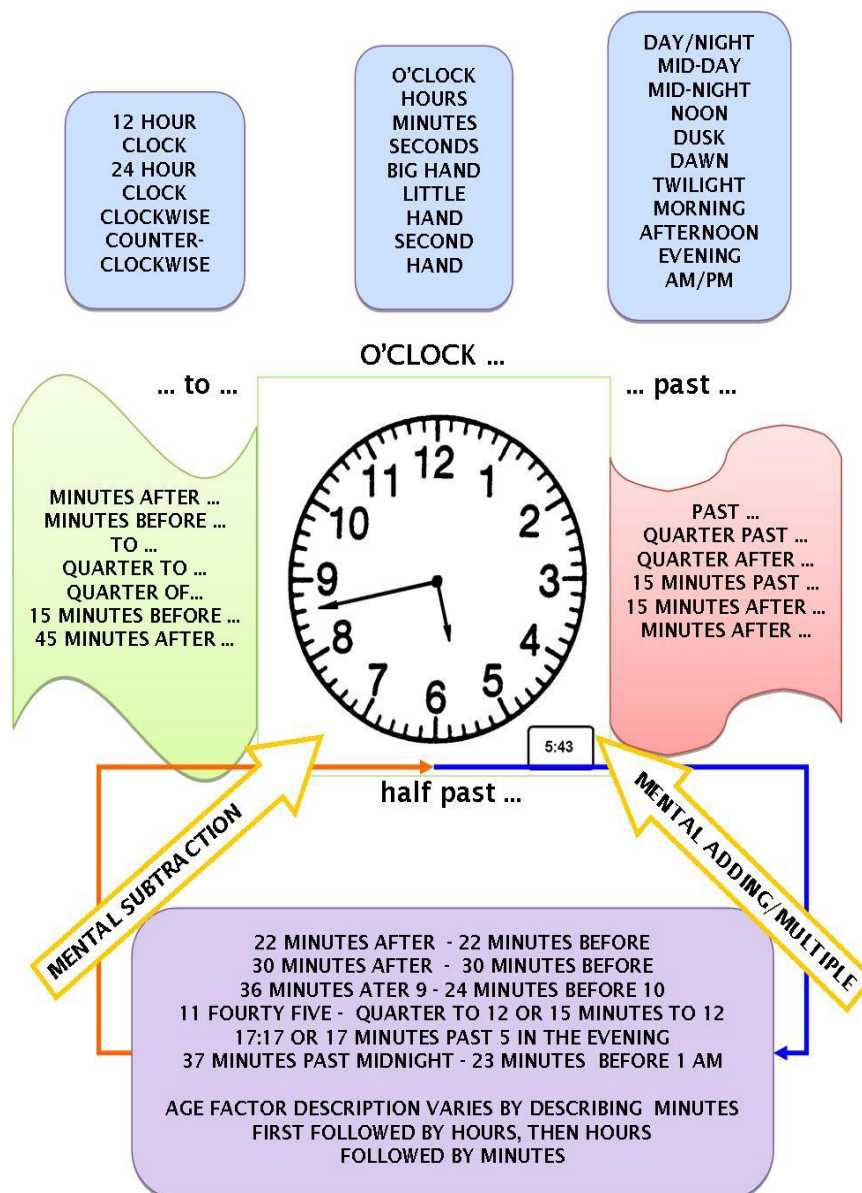 12 HOUR
CLOCK
24 HOUR
CLOCK
CLOCKWISE
COUNTER-
CLOCKWISE
O'CLOCK
HOURS
MINUTES
SECONDS
BIG HAND
LITTLE
HAND
SECOND
HAND
DAY/NIGHT
MID-DAY
MID-NIGHT
NOON
DUSK
DAWN
TWILIGHT
MORNING
AFTERNOON
EVENING
AM/PM
O'CLOCK ...
... to ...
... past ...
MINUTES AFTER ...
MINUTES BEFORE ...
TO ...
QUARTER TO ...
QUARTER OF...
15 MINUTES BEFORE ...
45 MINUTES AFTER ...
12
1
2
3
4
5
6
7
8
9
10
11
PAST ...
QUARTER PAST ...
QUARTER AFTER ...
15 MINUTES PAST ...
15 MINUTES AFTER ...
MINUTES AFTER ...
5:43
half past ...
MENTAL SUBTRACTION
MENTAL ADDING/MULTIPLE
22 MINUTES AFTER - 22 MINUTES BEFORE
30 MINUTES AFTER - 30 MINUTES BEFORE
36 MINUTES ATER 9 - 24 MINUTES BEFORE 10
11 FOURTY FIVE - QUARTER TO 12 OR 15 MINUTES TO 12
17:17 OR 17 MINUTES PAST 5 IN THE EVENING
37 MINUTES PAST MIDNIGHT - 23 MINUTES BEFORE 1 AM
AGE FACTOR DESCRIPTION VARIES BY DESCRIBING MINUTES
FIRST FOLLOWED BY HOURS, THEN HOURS
FOLLOWED BY MINUTES